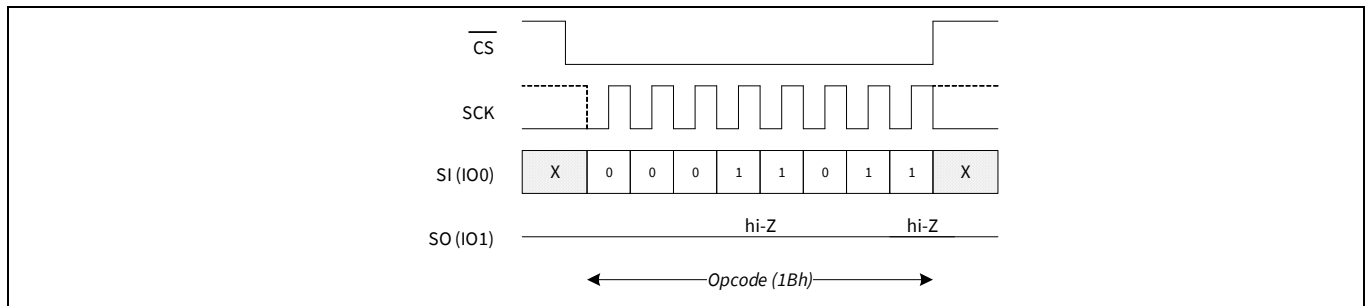 CS
SCK
SI (IO0) X 0 0 0 1 1 0 1 1 X
hi-Z hi-Z
SO (IO1)
Opcode (1Bh)